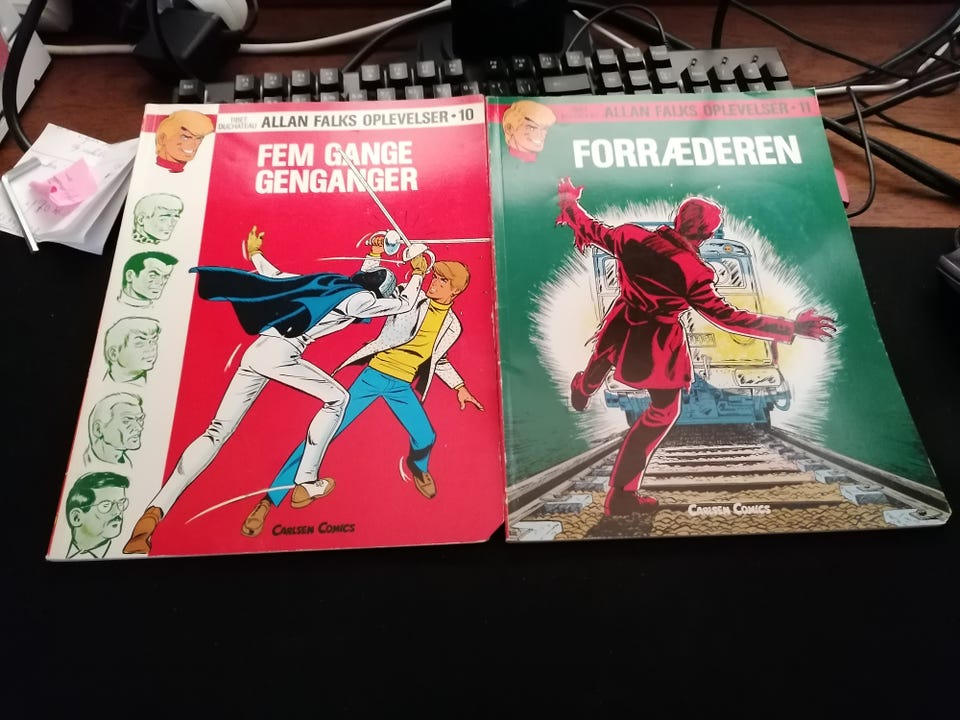 TIBET
DUCHATEAU
ALLAN FALKS OPLEVELSER • 10
FEM GANGE
GENGANGER
CARLSEN COMICS
ALLAN FALKS OPLEVELSER • 11
FORRÆDEREN
CARLSEN COMICS